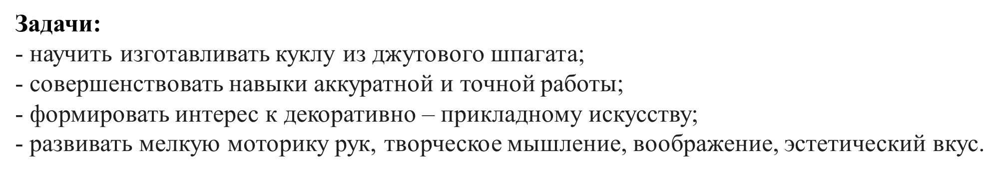 Задачи:
- научить изготавливать куклу из джутового шпагата;
- совершенствовать навыки аккуратной и точной работы;
- формировать интерес к декоративно – прикладному искусству;
- развивать мелкую моторику рук, творческое мышление, воображение, эстетический вкус.